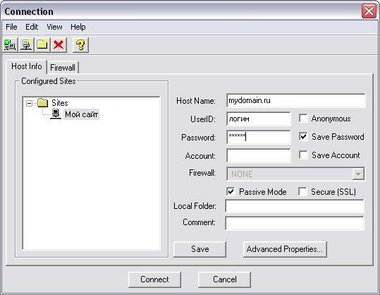 Connection
File Edit View Help
Host Info Firewall
Configured Sites
Sites
Мой сайт
Host Name: mydomain.ru
UserID: логин Anonymous
Password: ***** Save Password
Account: Save Account
Firewall: NONE
Passive Mode Secure (SSL)
Local Folder:
Comment:
Save Advanced Properties...
Connect Cancel